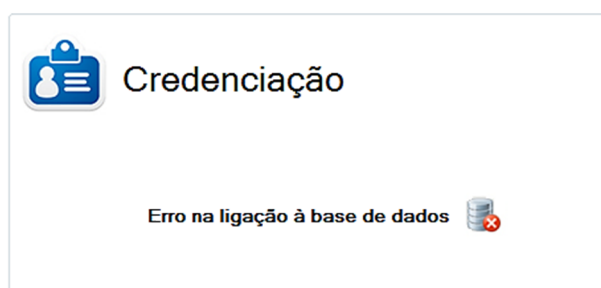 Credenciação
Erro na ligação à base de dados